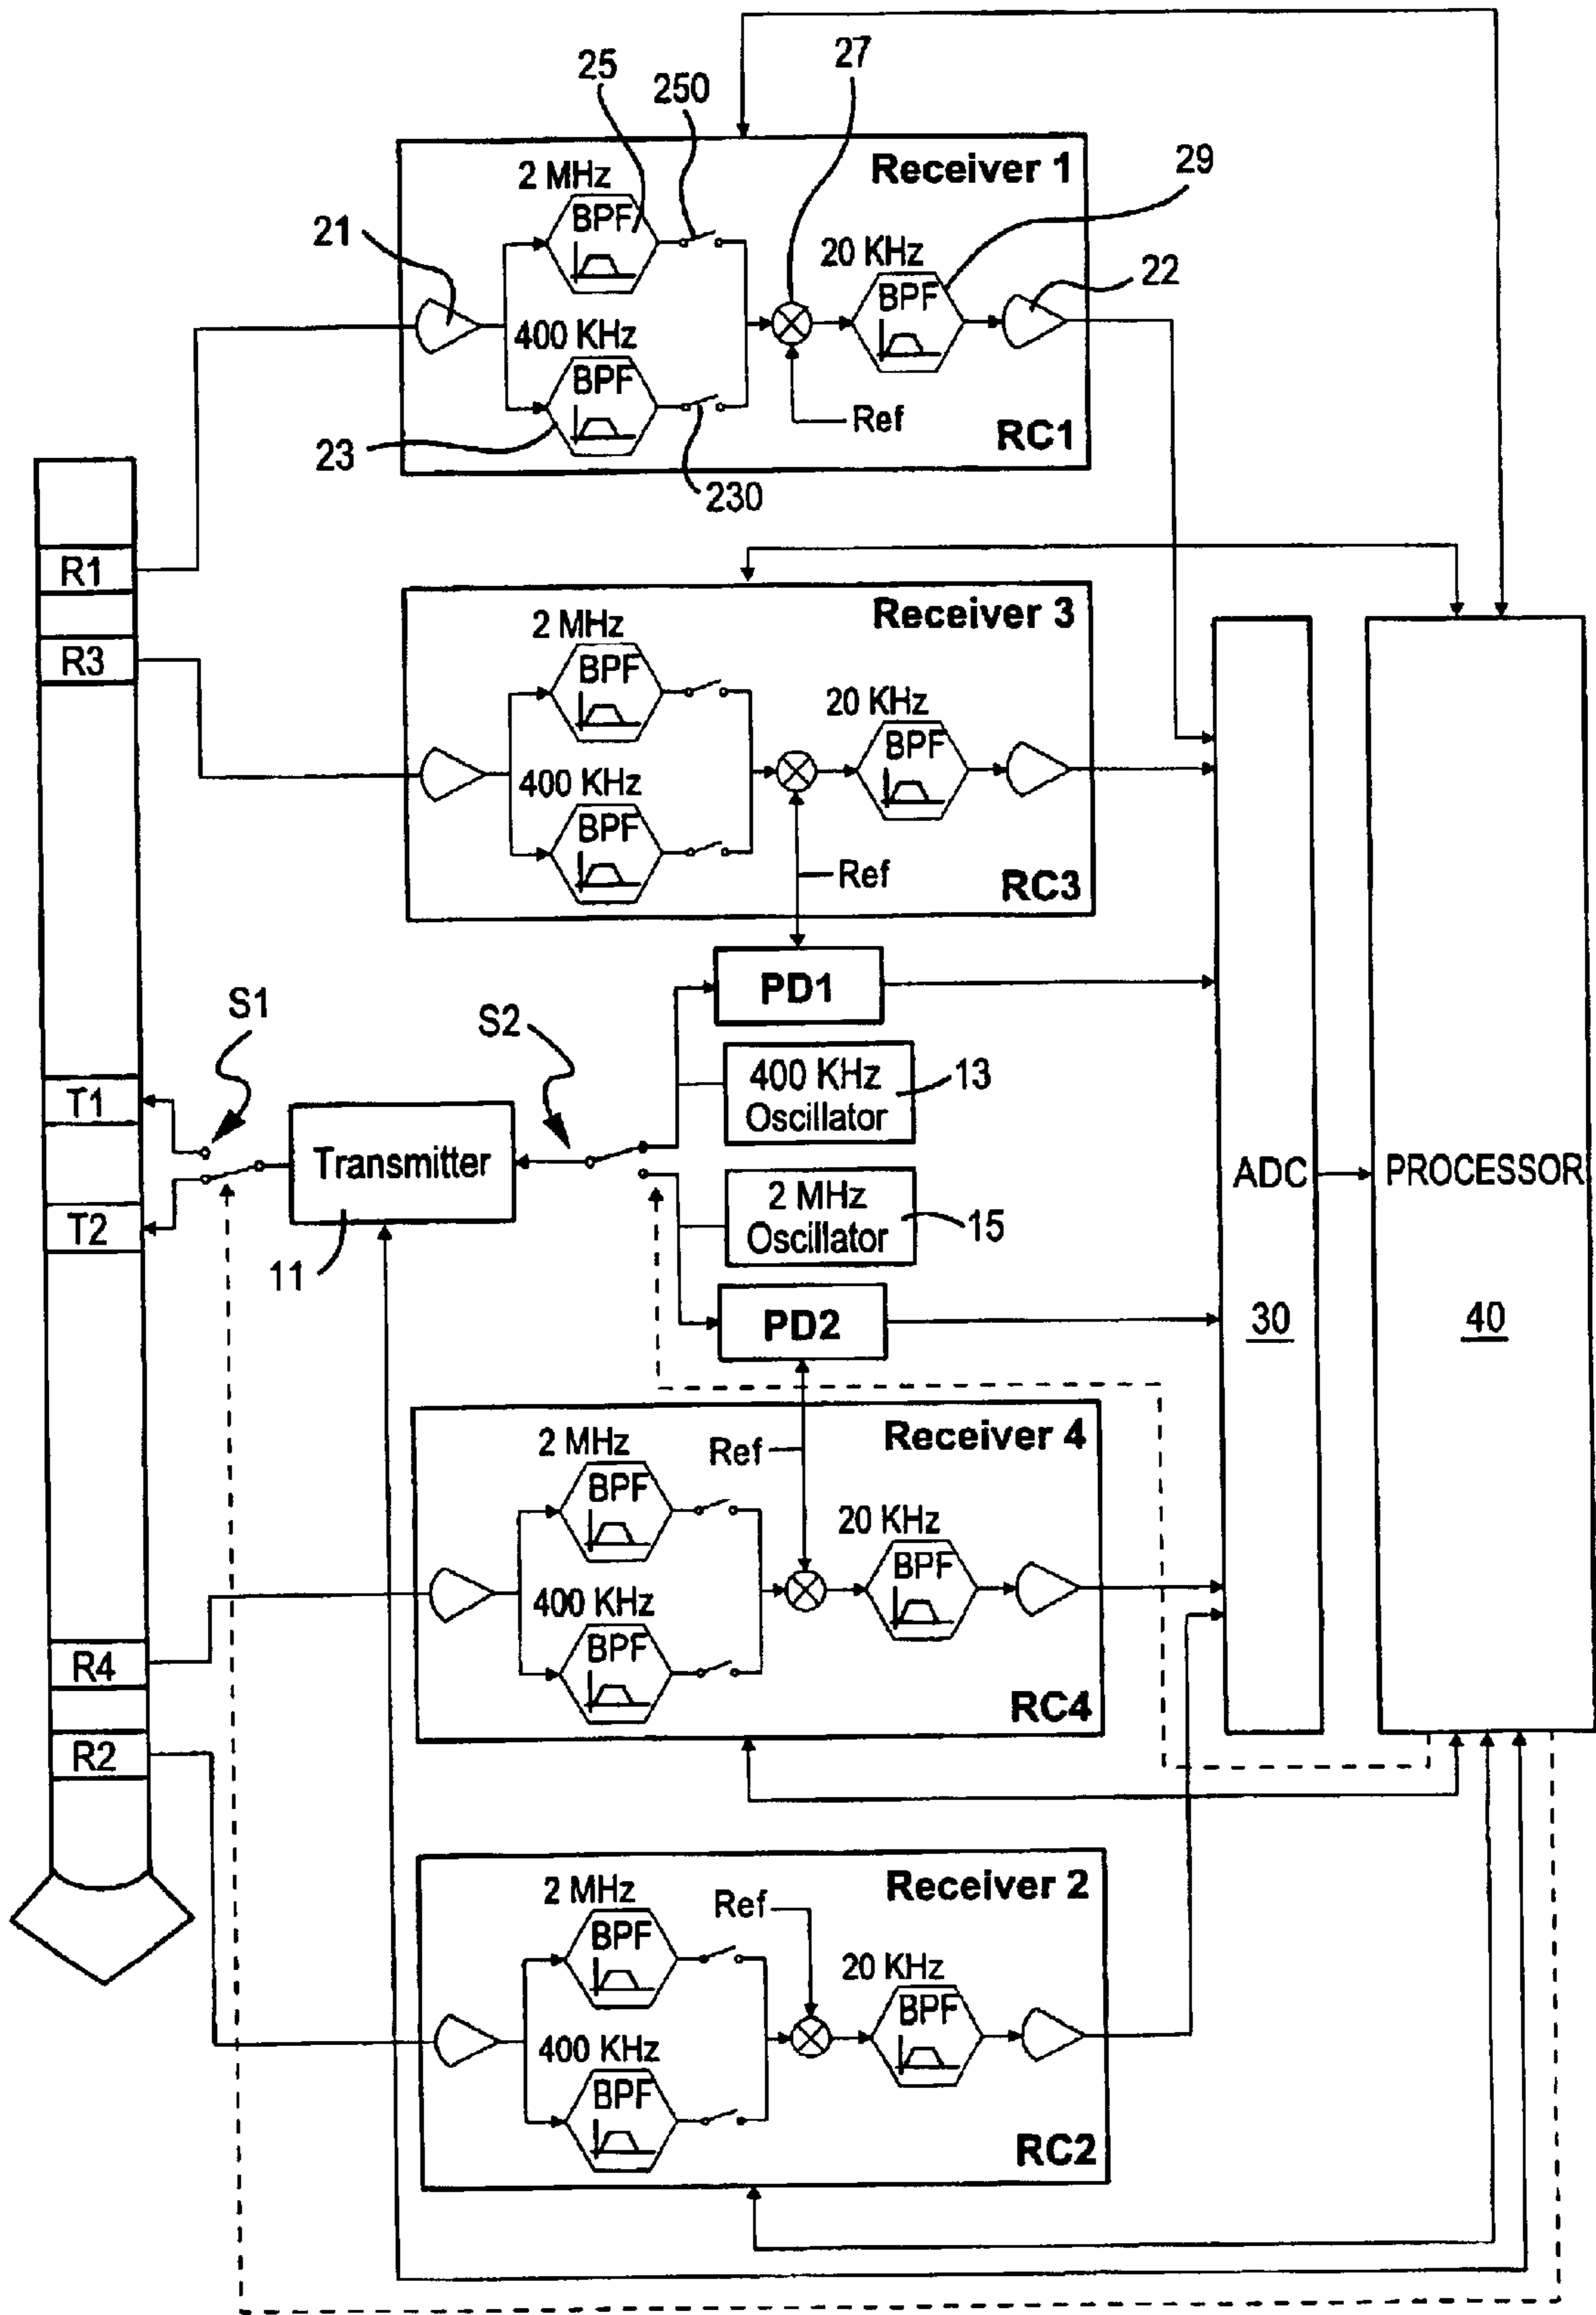 27
25
250
Receiver 1
29
2 MHz
BPF
21
20 KHz
22
BPF
400 KHz
BPF
Ref
RC1
23
230
R1
R3
Receiver 3
2 MHz
BPF
20 KHz
BPF
400 KHz
BPF
Ref
RC3
S1
S2
PD1
T1
T2
Transmitter
11
400 KHz
Oscillator
13
2 MHz
Oscillator
15
PD2
ADC
30
PROCESSOR
40
Receiver 4
2 MHz
BPF
Ref
20 KHz
BPF
400 KHz
BPF
RC4
R4
R2
Receiver 2
2 MHz
BPF
Ref
20 KHz
BPF
400 KHz
BPF
RC2